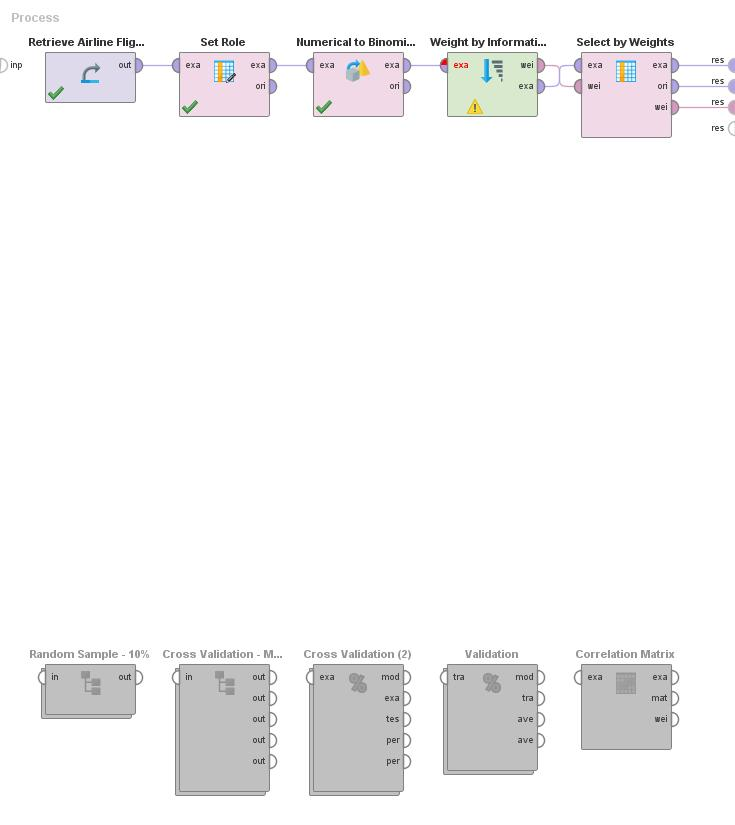 Process
Retrieve Airline Flig...
Set Role
Numerical to Binomi...
Weight by Informati...
Select by Weights
inp
out
exa
exa
ori
exa
exa
ori
exa
wei
exa
exa
wei
exa
ori
wei
res
res
res
res
Random Sample - 10%
Cross Validation - M...
Cross Validation (2)
Validation
Correlation Matrix
in
out
in
out
out
out
out
out
exa
mod
exa
tes
per
per
tra
mod
tra
ave
ave
exa
exa
mat
wei